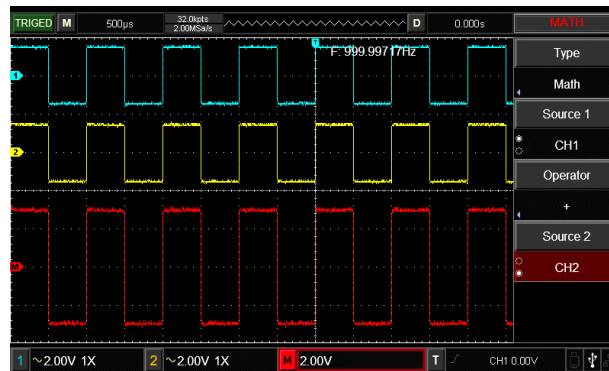 TRIGED M 500µs 32.0kpts D 0.000s MATH
2.00MSa/s
T
F: 999.99717Hz
Type
Math
Source 1
CH1
Operator
+
Source 2
CH2
1
2
M
1 2.00V 1X 2 2.00V 1X M 2.00V T CH1 0.00V